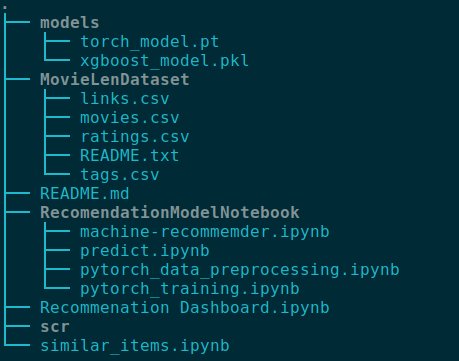 .
├── models
│   ├── torch_model.pt
│   └── xgboost_model.pkl
├── MovieLenDataset
│   ├── links.csv
│   ├── movies.csv
│   ├── ratings.csv
│   ├── README.txt
│   └── tags.csv
├── README.md
├── RecomendationModelNotebook
│   ├── machine-recommemder.ipynb
│   ├── predict.ipynb
│   ├── pytorch_data_preprocessing.ipynb
│   └── pytorch_training.ipynb
├── Recommenation Dashboard.ipynb
├── scr
└── similar_items.ipynb